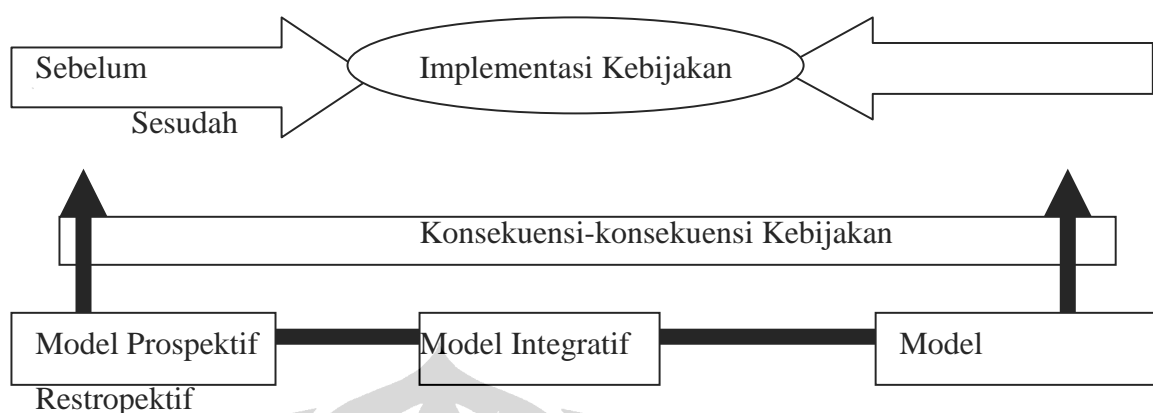 Sebelum Implementasi Kebijakan
Sesudah
Konsekuensi-konsekuensi Kebijakan
Model Prospektif Model Integratif Model
Restropektif